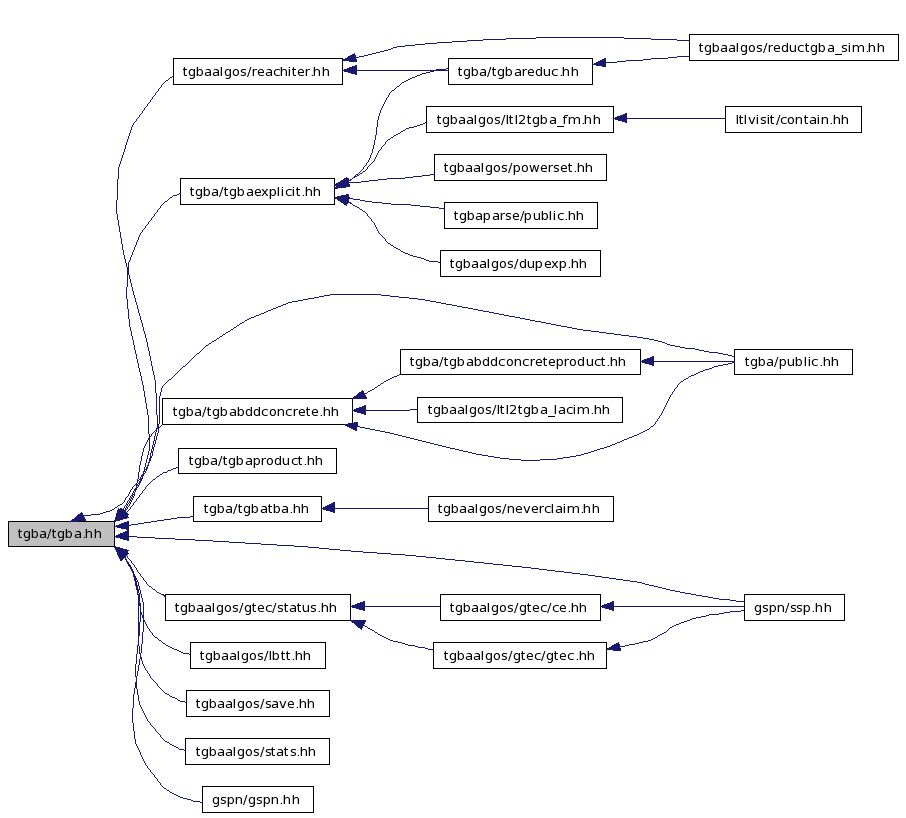 tgbaalgos/reductgba_sim.hh
tgbaalgos/reachiter.hh
tgba/tgbareduc.hh
tgbaalgos/ltl2tgba_fm.hh
ltlvisit/contain.hh
tgbaalgos/powerset.hh
tgba/tgbaexplicit.hh
tgbaparse/public.hh
tgbaalgos/dupexp.hh
tgba/tgbabddconcreteproduct.hh
tgba/public.hh
tgba/tgbabddconcrete.hh
tgbaalgos/ltl2tgba_lacim.hh
tgba/tgbaproduct.hh
tgba/tgbatba.hh
tgbaalgos/neverclaim.hh
tgba/tgba.hh
tgbaalgos/gtec/status.hh
tgbaalgos/gtec/ce.hh
gspn/ssp.hh
tgbaalgos/lbtt.hh
tgbaalgos/gtec/gtec.hh
tgbaalgos/save.hh
tgbaalgos/stats.hh
gspn/gspn.hh